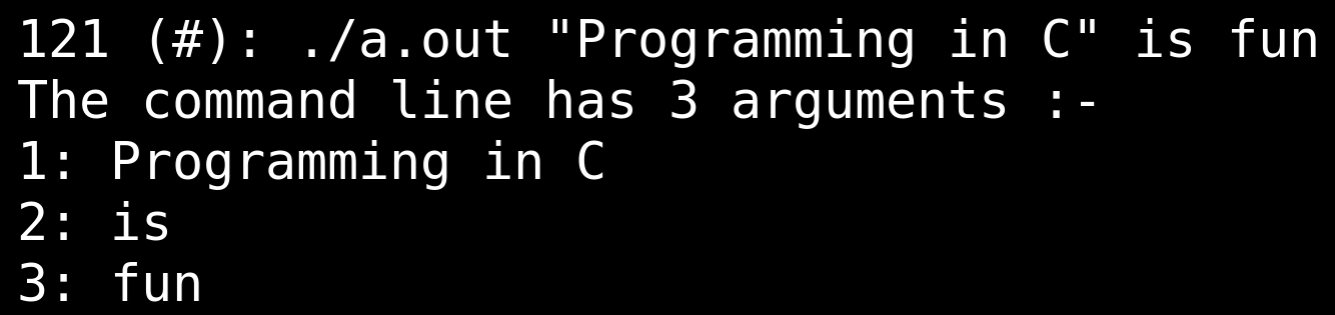 121 (#): ./a.out "Programming in C" is fun
The command line has 3 arguments :-
1: Programming in C
2: is
3: fun